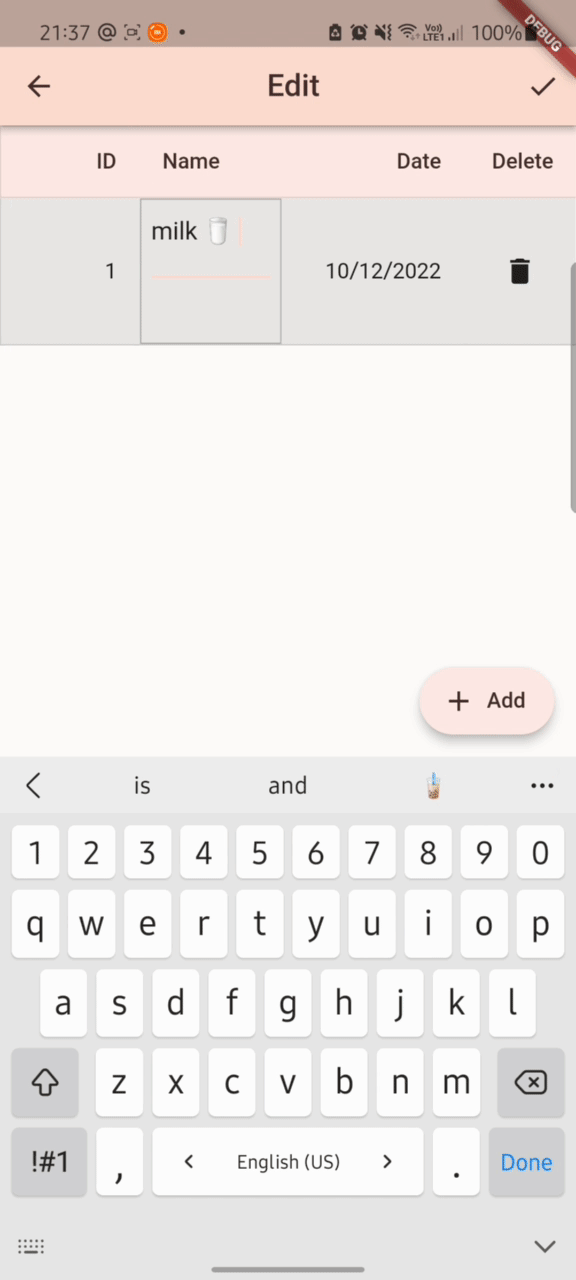 21:37 @ Vo) LTE1 100%
DEBUG
Edit
ID Name Date Delete
milk 🥛
1 10/12/2022
+ Add
is and 🧋 •••
1 2 3 4 5 6 7 8 9 0
q w e r t y u i o p
a s d f g h j k l
z x c v b n m
!#1 , < English (US) > . Done